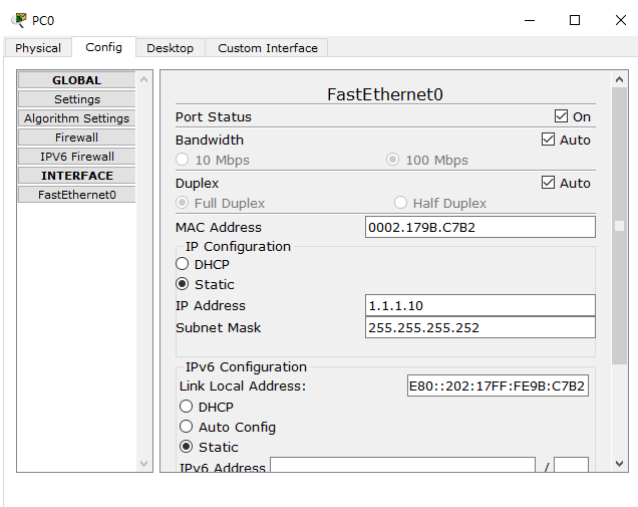 PC0
Physical Config Desktop Custom Interface
GLOBAL
Settings
Algorithm Settings
Firewall
IPV6 Firewall
INTERFACE
FastEthernet0
FastEthernet0
Port Status On
Bandwidth Auto
10 Mbps 100 Mbps
Duplex Auto
Full Duplex Half Duplex
MAC Address 0002.179B.C7B2
IP Configuration
DHCP
Static
IP Address 1.1.1.10
Subnet Mask 255.255.255.252
IPv6 Configuration
Link Local Address: E80::202:17FF:FE9B:C7B2
DHCP
Auto Config
Static
IPv6 Address /